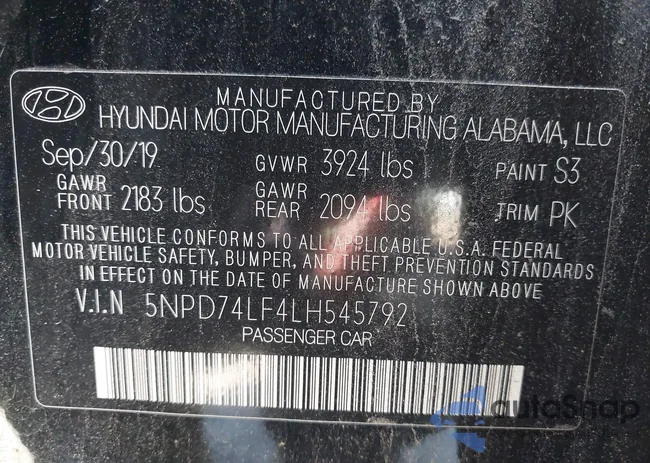 MANUFACTURED BY
HYUNDAI MOTOR MANUFACTURING ALABAMA, LLC
Sep/30/19 GVWR 3924 lbs PAINT S3
GAWR FRONT 2183 lbs GAWR REAR 2094 lbs TRIM PK
THIS VEHICLE CONFORMS TO ALL APPLICABLE U.S.A. FEDERAL
MOTOR VEHICLE SAFETY, BUMPER, AND THEFT PREVENTION STANDARDS
IN EFFECT ON THE DATE OF MANUFACTURE SHOWN ABOVE
V.I.N 5NPD74LF4LH545792
PASSENGER CAR
autoSnap